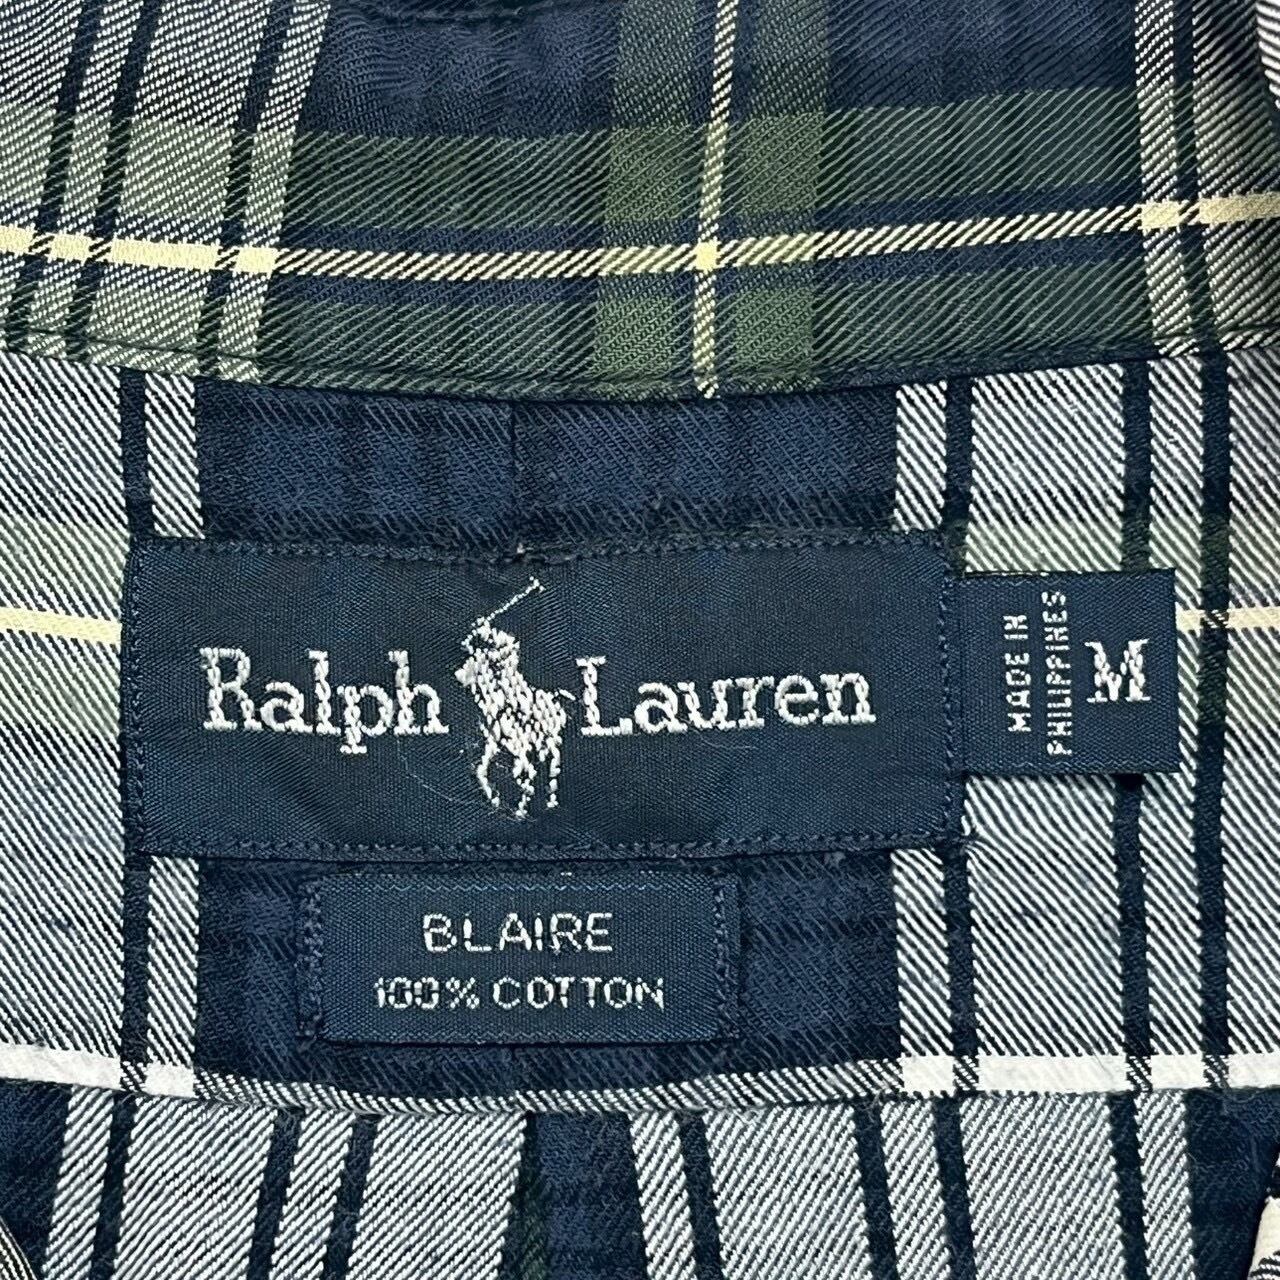 Ralph Lauren
MADE IN
PHILIPPINES
M
BLAIRE
100% COTTON